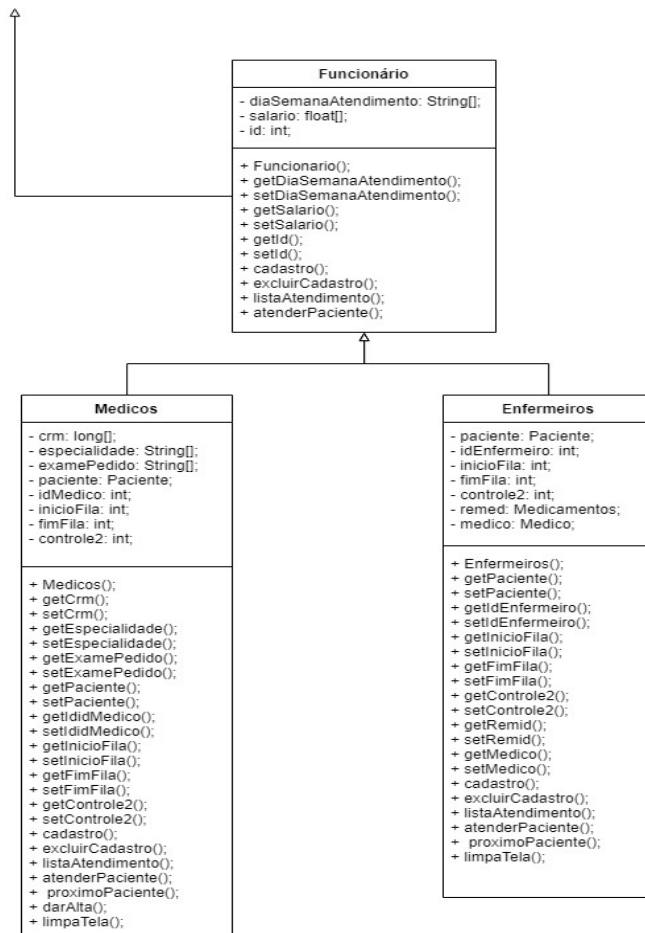 Funcionário
- diaSemanaAtendimento: String[];
- salario: float[];
- id: int;
+ Funcionario();
+ getDiaSemanaAtendimento();
+ setDiaSemanaAtendimento();
+ getSalario();
+ setSalario();
+ getId();
+ setId();
+ cadastro();
+ excluirCadastro();
+ listaAtendimento();
+ atenderPaciente();
Medicos
- crm: long[];
- especialidade: String[];
- examePedido: String[];
- paciente: Paciente;
- idMedico: int;
- inicioFila: int;
- fimFila: int;
- controle2: int;
+ Medicos();
+ getCrm();
+ setCrm();
+ getEspecialidade();
+ setEspecialidade();
+ getExamePedido();
+ setExamePedido();
+ getPaciente();
+ setPaciente();
+ getIdidMedico();
+ setIdidMedico();
+ getInicioFila();
+ setInicioFila();
+ getFimFila();
+ setFimFila();
+ getControle2();
+ setControle2();
+ cadastro();
+ excluirCadastro();
+ listaAtendimento();
+ atenderPaciente();
+ proximoPaciente();
+ darAlta();
+ limpaTela();
Enfermeiros
- paciente: Paciente;
- idEnfermeiro: int;
- inicioFila: int;
- fimFila: int;
- controle2: int;
- remed: Medicamentos;
- medico: Medico;
+ Enfermeiros();
+ getPaciente();
+ setPaciente();
+ getIdEnfermeiro();
+ setIdEnfermeiro();
+ getInicioFila();
+ setInicioFila();
+ getFimFila();
+ setFimFila();
+ getControle2();
+ setControle2();
+ getRemid();
+ setRemid();
+ getMedico();
+ setMedico();
+ cadastro();
+ excluirCadastro();
+ listaAtendimento();
+ atenderPaciente();
+ proximoPaciente();
+ limpaTela();